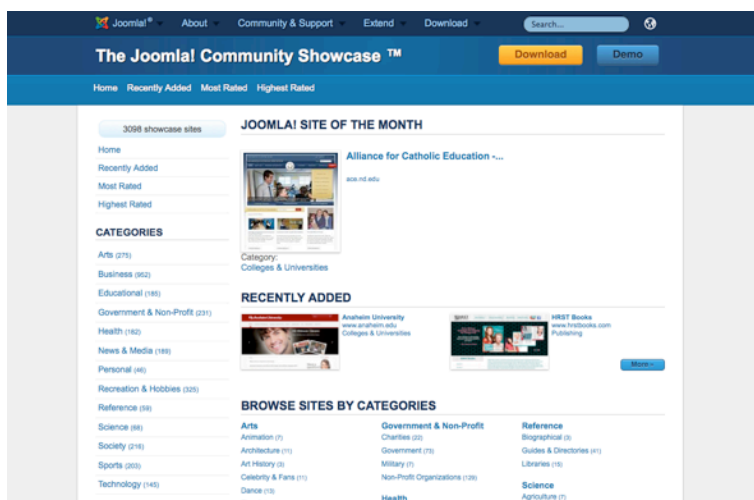 Joomla!® About Community & Support Extend Download Search...
The Joomla! Community Showcase ™ Download Demo
Home Recently Added Most Rated Highest Rated
3098 showcase sites
Home
Recently Added
Most Rated
Highest Rated
CATEGORIES
Arts (275)
Business (952)
Educational (185)
Government & Non-Profit (231)
Health (162)
News & Media (189)
Personal (46)
Recreation & Hobbies (325)
Reference (59)
Science (66)
Society (216)
Sports (203)
Technology (145)
JOOMLA! SITE OF THE MONTH
Alliance for Catholic Education -...
ace.nd.edu
Category:
Colleges & Universities
RECENTLY ADDED
Anaheim University
www.anaheim.edu
Colleges & Universities
HRST Books
www.hrstbooks.com
Publishing
More
BROWSE SITES BY CATEGORIES
Arts
Animation (7)
Architecture (11)
Art History (3)
Celebrity & Fans (11)
Dance (13)
Government & Non-Profit
Charities (22)
Government (73)
Military (7)
Non-Profit Organizations (129)
Health
Reference
Biographical (3)
Guides & Directories (41)
Libraries (15)
Science
Agriculture (7)